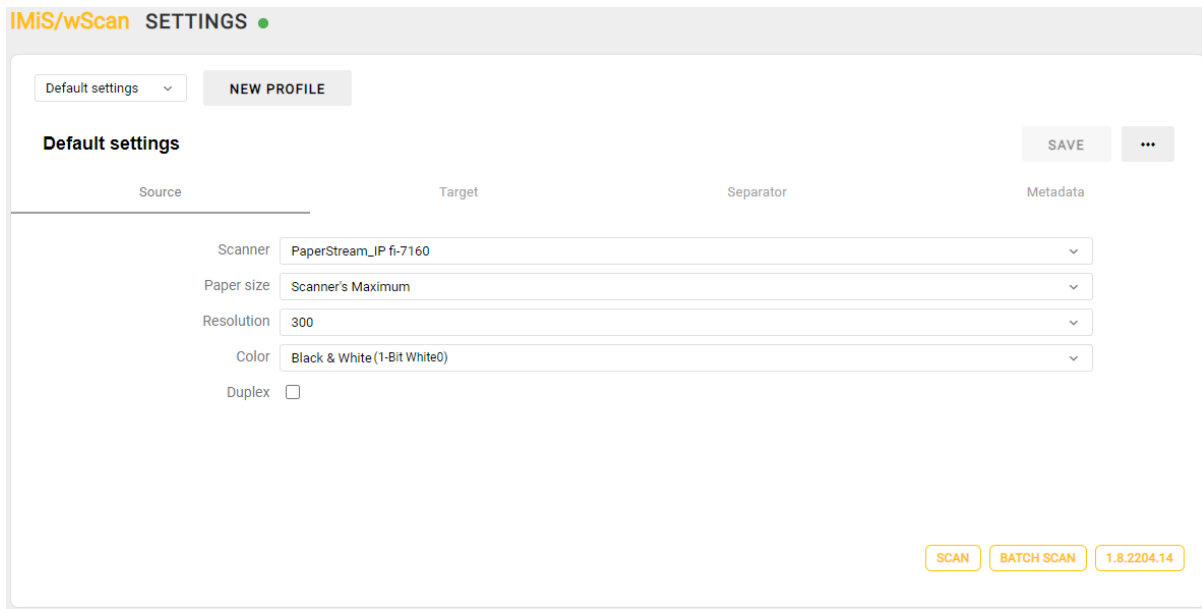 IMiS/wScan SETTINGS
Default settings NEW PROFILE
Default settings SAVE •••
Source Target Separator Metadata
Scanner PaperStream_IP fi-7160
Paper size Scanner's Maximum
Resolution 300
Color Black & White (1-Bit White0)
Duplex
SCAN BATCH SCAN 1.8.2204.14